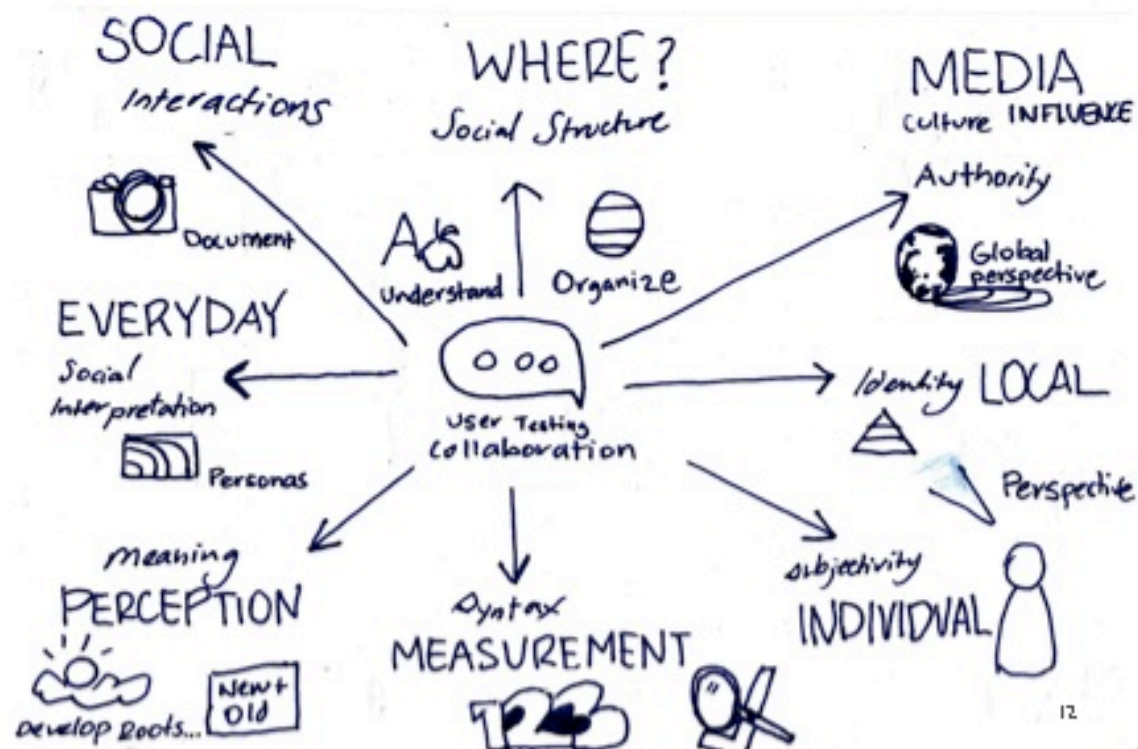 SOCIAL
Interactions
Document
WHERE?
Social Structure
A
Understand
Organize
MEDIA
Culture INFLUENCE
Authority
Global
perspective
EVERYDAY
Social
Interpretation
Personas
User Testing
Collaboration
Identity LOCAL
Perspective
Meaning
PERCEPTION
Develop Roots...
New +
Old
Syntax
MEASUREMENT
Subjectivity
INDIVIDUAL
12